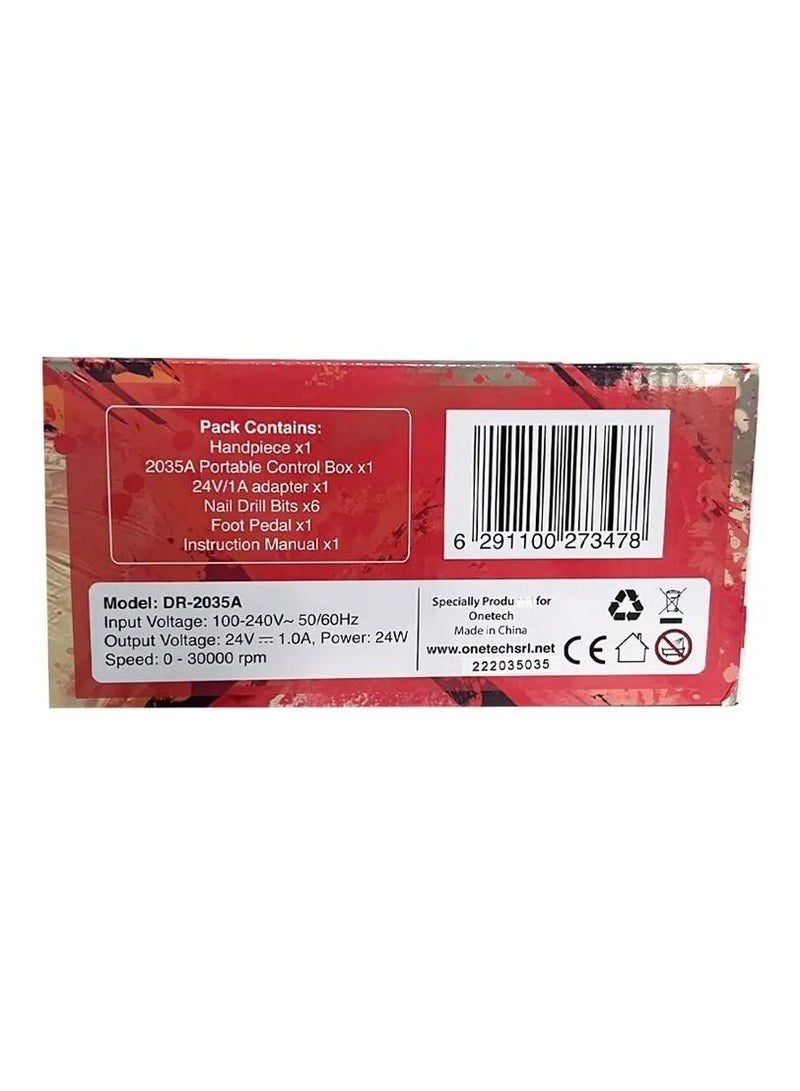 Pack Contains:
Handpiece x1
2035A Portable Control Box x1
24V/1A adapter x1
Nail Drill Bits x6
Foot Pedal x1
Instruction Manual x1
6 291100 273478
Model: DR-2035A
Input Voltage: 100-240V~ 50/60Hz
Output Voltage: 24V ⎓ 1.0A, Power: 24W
Speed: 0 - 30000 rpm
Specially for
Onetech
Made in China
www.onetechsrl.net
222035035
CE